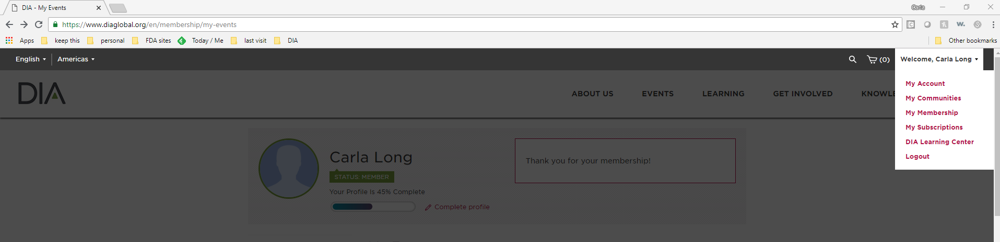 DIA - My Events
Carla
https://www.diaglobal.org/en/membership/my-events
Apps keep this personal FDA sites Today / Me last visit DIA Other bookmarks
English Americas (0) Welcome, Carla Long
DIA ABOUT US EVENTS LEARNING GET INVOLVED
My Account
My Communities
My Membership
My Subscriptions
DIA Learning Center
Logout
Carla Long
STATUS: MEMBER
Your Profile Is 45% Complete
Complete profile
Thank you for your membership!